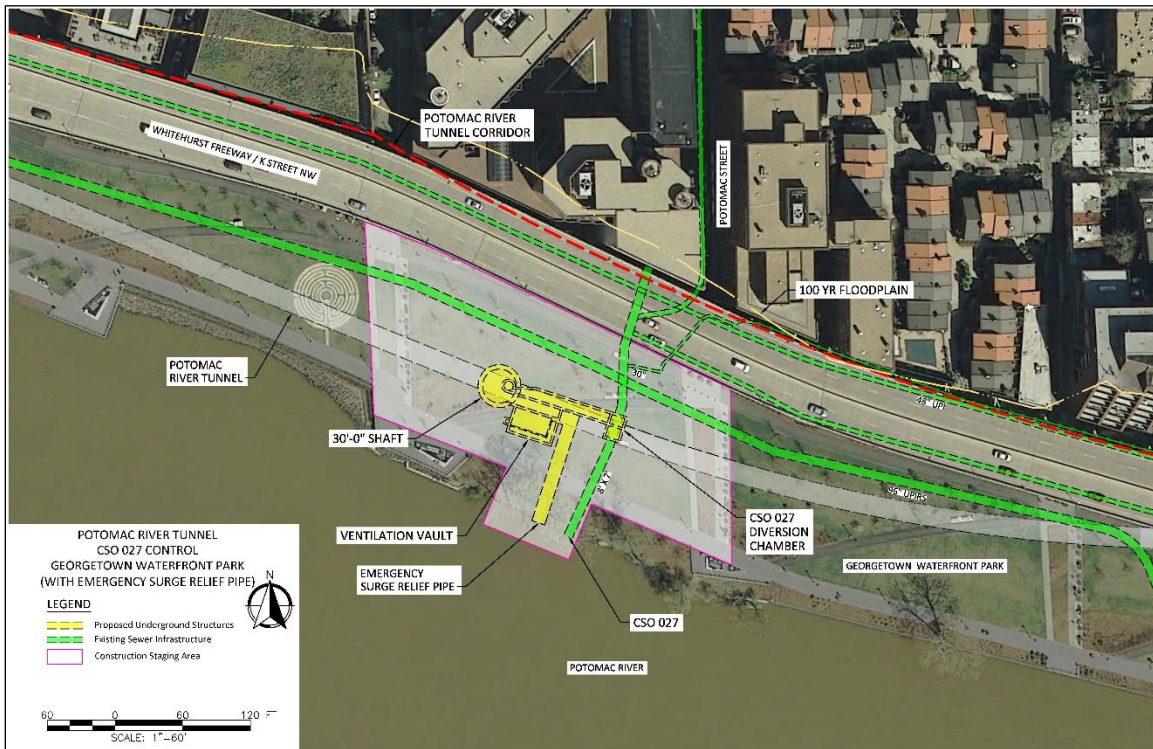 POTOMAC RIVER
TUNNEL CORRIDOR
WHITEHURST FREEWAY / K STREET NW
POTOMAC STREET
100 YR FLOODPLAIN
POTOMAC
RIVER TUNNEL
30"
48" UPI
30'-0" SHAFT
8'X7'
96" UPIRS
VENTILATION VAULT
CSO 027
DIVERSION
CHAMBER
EMERGENCY
SURGE RELIEF PIPE
GEORGETOWN WATERFRONT PARK
CSO 027
POTOMAC RIVER
POTOMAC RIVER TUNNEL
CSO 027 CONTROL
GEORGETOWN WATERFRONT PARK
(WITH EMERGENCY SURGE RELIEF PIPE)
N
LEGEND
Proposed Underground Structures
Existing Sewer Infrastructure
Construction Staging Area
60 0 60 120 F
SCALE: 1"-60'